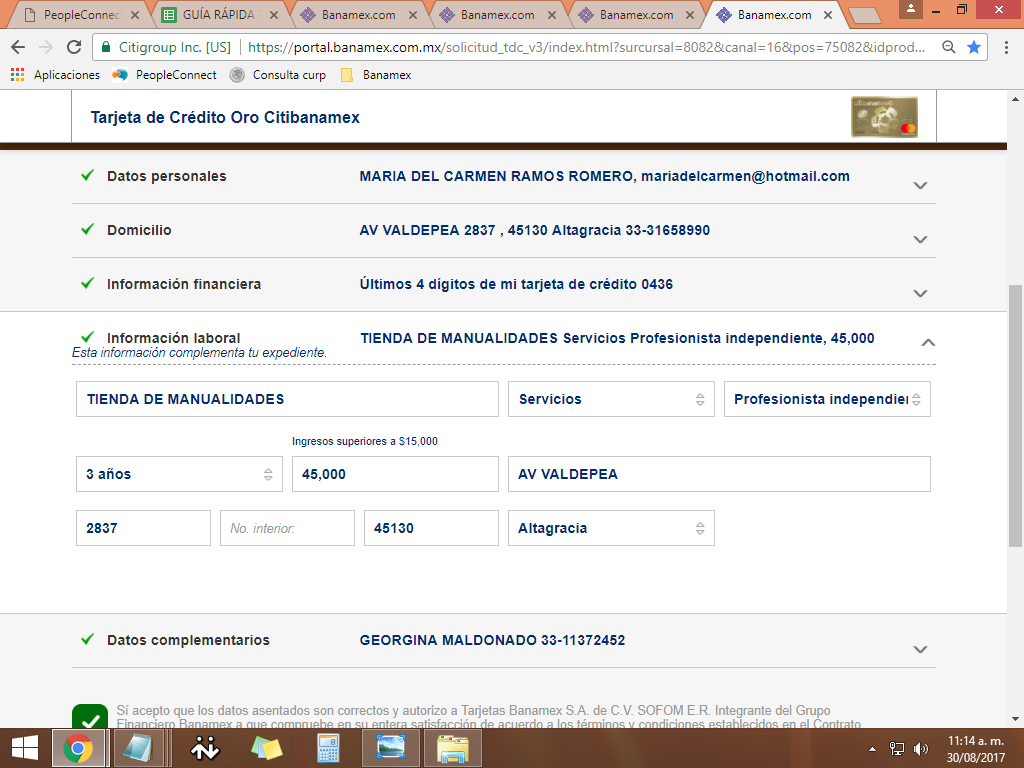 PeopleConnec
GUÍA RÁPIDA
Banamex.com
Banamex.com
Banamex.com
Banamex.com
Citigroup Inc. [US]
https://portal.banamex.com.mx/solicitud_tdc_v3/index.html?surcursal=8082&canal=16&pos=75082&idprod...
Aplicaciones
PeopleConnect
Consulta curp
Banamex
Tarjeta de Crédito Oro Citibanamex
Datos personales
MARIA DEL CARMEN RAMOS ROMERO, mariadelcarmen@hotmail.com
Domicilio
AV VALDEPEA 2837 , 45130 Altagracia 33-31658990
Información financiera
Últimos 4 dígitos de mi tarjeta de crédito 0436
Información laboral
TIENDA DE MANUALIDADES Servicios Profesionista independiente, 45,000
Esta información complementa tu expediente.
TIENDA DE MANUALIDADES
Servicios
Profesionista independier
Ingresos superiores a $15,000
3 años
45,000
AV VALDEPEA
2837
No. interior:
45130
Altagracia
Datos complementarios
GEORGINA MALDONADO 33-11372452
Sí acepto que los datos asentados son correctos y autorizo a Tarjetas Banamex S.A. de C.V. SOFOM E.R. Integrante del Grupo
Financiero Banamex a que compruebe en su entera satisfacción de acuerdo a los términos y condiciones establecidos en el Contrato
11:14 a. m.
30/08/2017